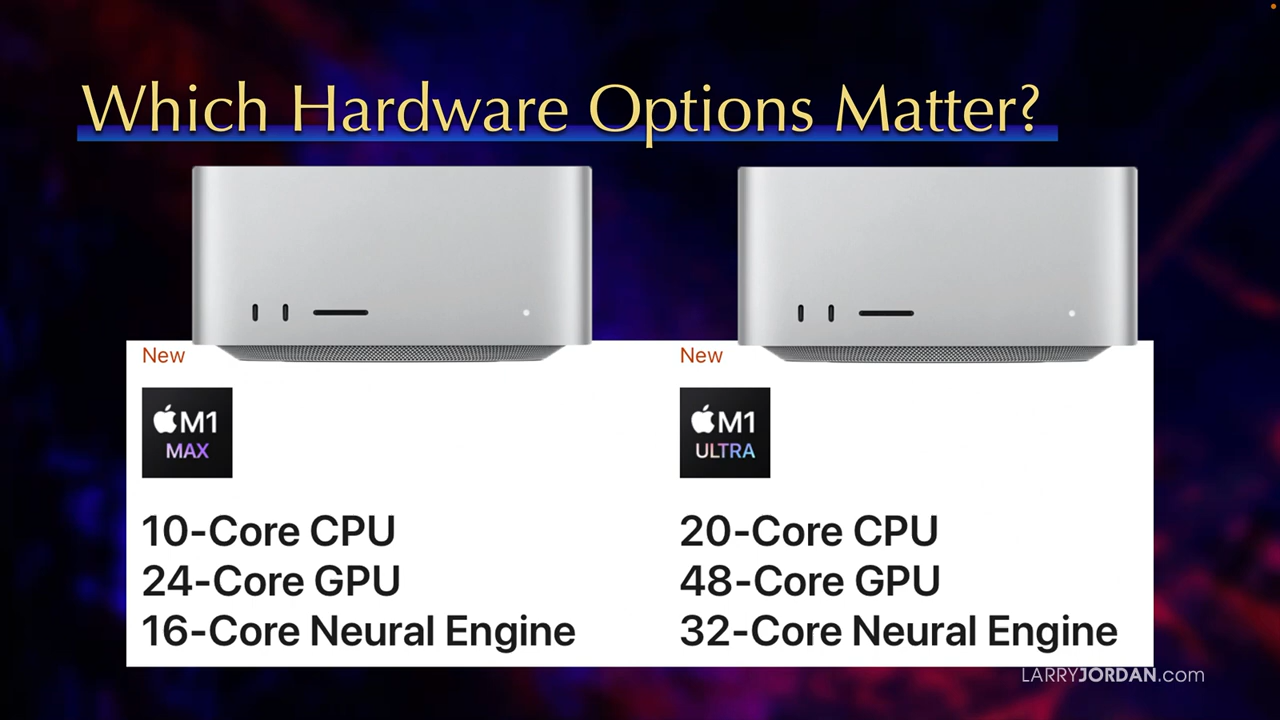 Which Hardware Options Matter?
New
M1
MAX
10-Core CPU
24-Core GPU
16-Core Neural Engine
New
M1
ULTRA
20-Core CPU
48-Core GPU
32-Core Neural Engine
LARRYJORDAN.com